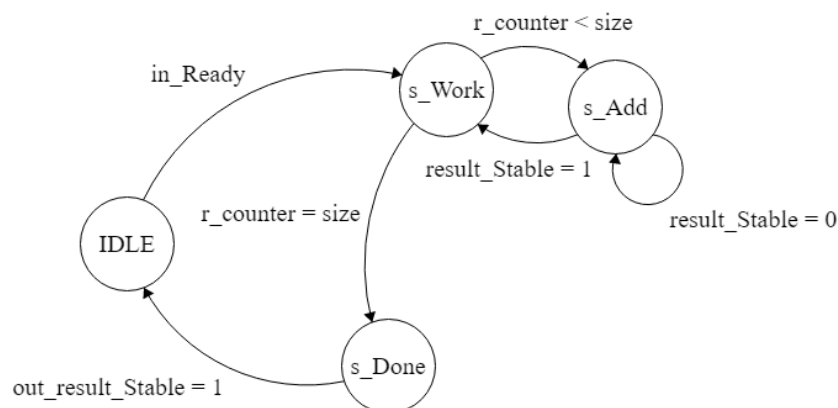 r_counter < size
in_Ready
s_Work
s_Add
result_Stable = 1
r_counter = size
result_Stable = 0
IDLE
s_Done
out_result_Stable = 1